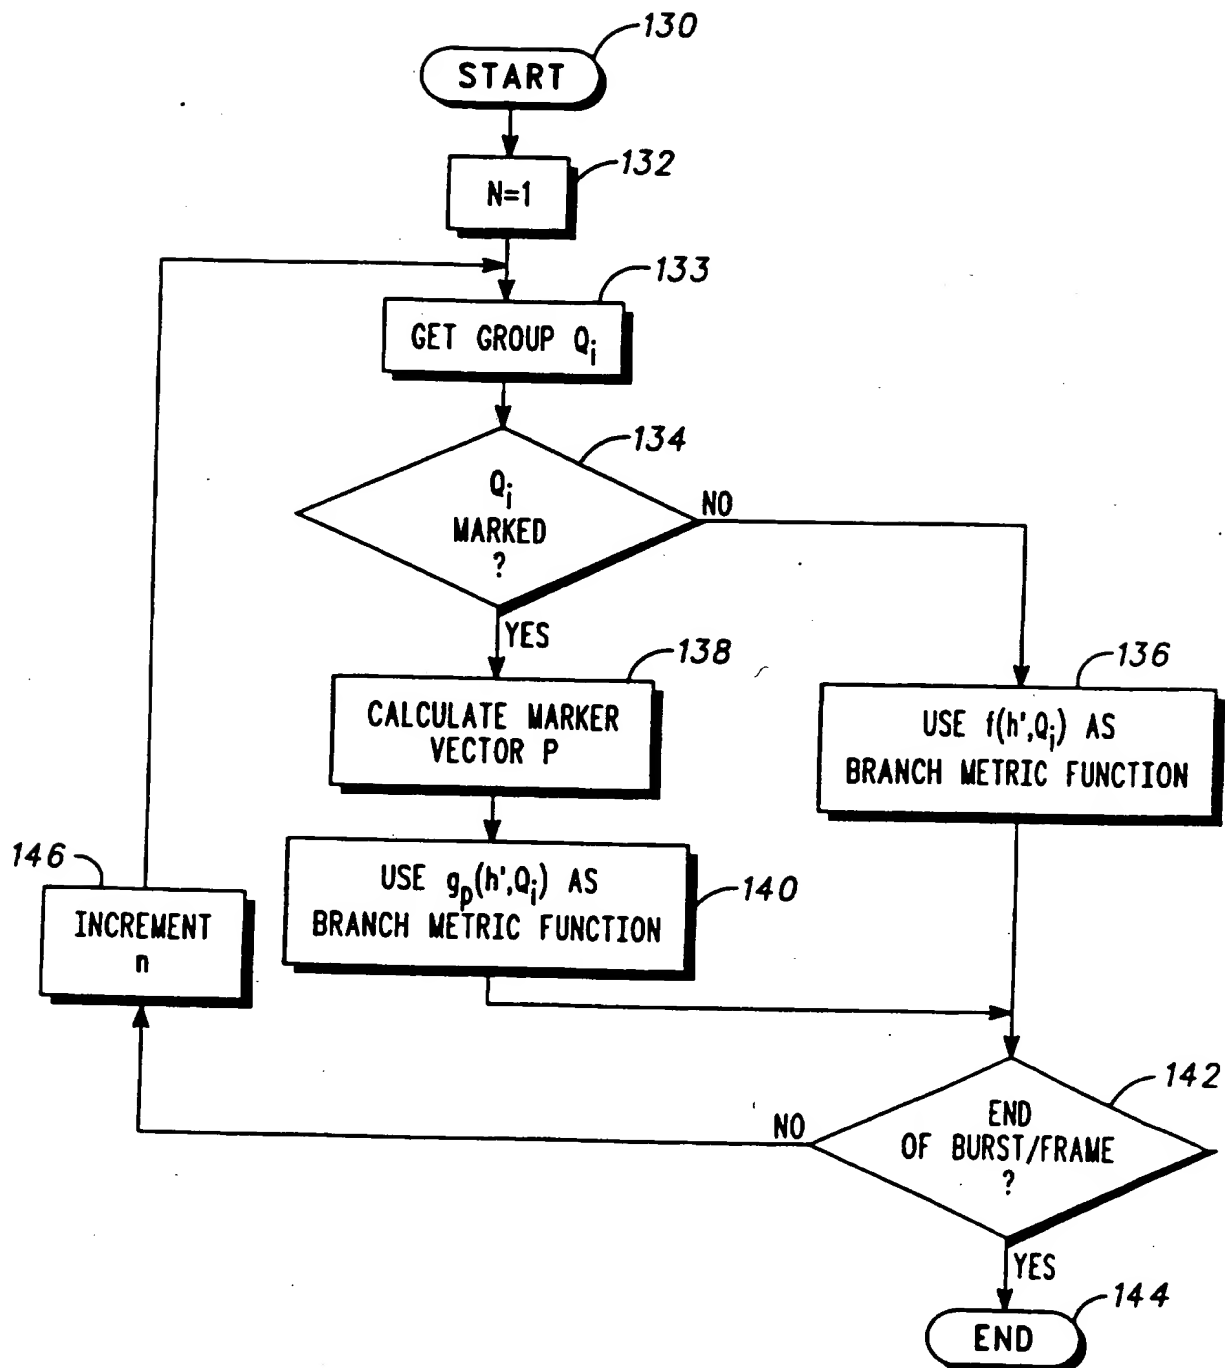 130
START
132
N=1
133
GET GROUP Qi
134
Qi
MARKED
?
NO
YES
138
CALCULATE MARKER
VECTOR P
136
USE f(h',Qi) AS
BRANCH METRIC FUNCTION
146
INCREMENT
n
USE gp(h',Qi) AS
BRANCH METRIC FUNCTION
140
142
END
OF BURST/FRAME
?
NO
YES
144
END